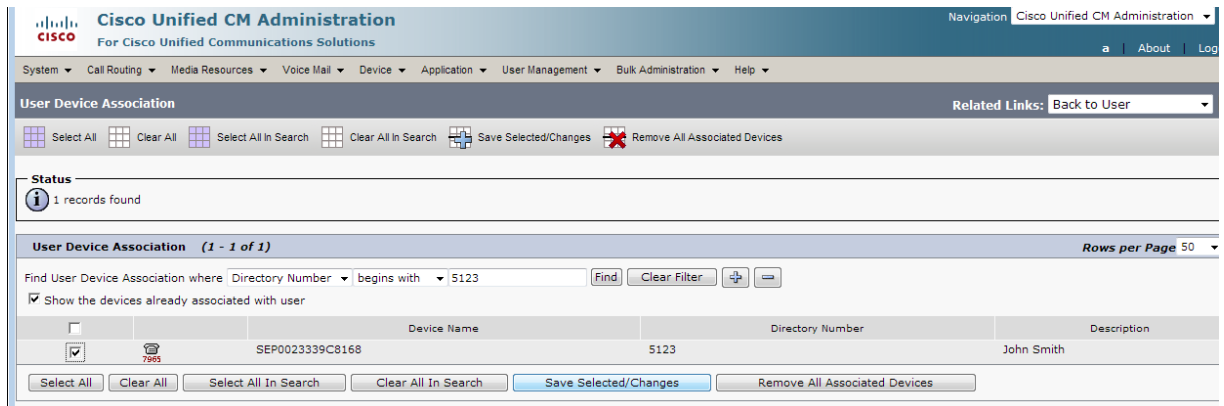 Cisco Unified CM Administration
Navigation Cisco Unified CM Administration
CISCO
For Cisco Unified Communications Solutions
a | About | Log
System Call Routing Media Resources Voice Mail Device Application User Management Bulk Administration Help
User Device Association Related Links: Back to User
Select All Clear All Select All In Search Clear All In Search Save Selected/Changes Remove All Associated Devices
Status
i 1 records found
User Device Association (1 - 1 of 1) Rows per Page 50
Find User Device Association where Directory Number begins with 5123 Find Clear Filter
Show the devices already associated with user
Device Name Directory Number Description
7965 SEP0023339C8168 5123 John Smith
Select All Clear All Select All In Search Clear All In Search Save Selected/Changes Remove All Associated Devices